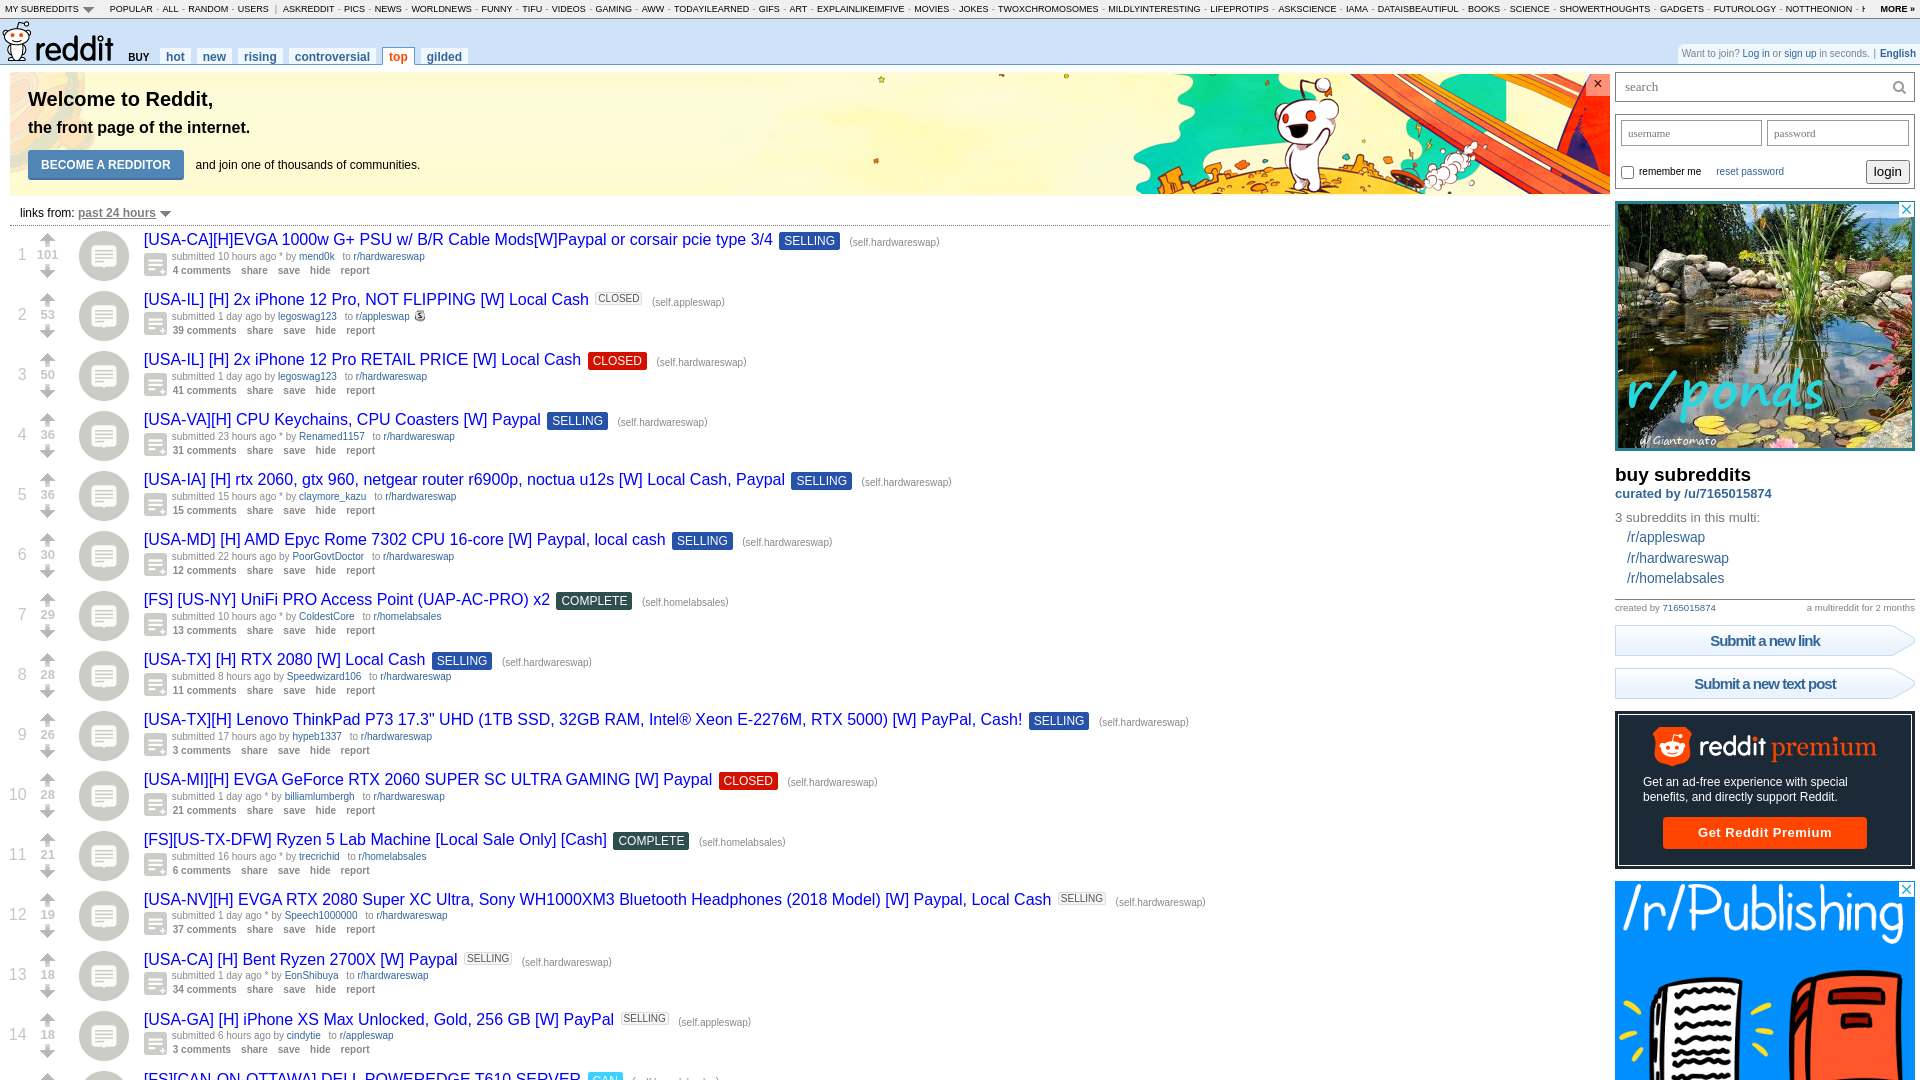 MY SUBREDDITS POPULAR - ALL - RANDOM - USERS | ASKREDDIT - PICS - NEWS - WORLDNEWS - FUNNY - TIFU - VIDEOS - GAMING - AWW - TODAYILEARNED - GIFS - ART - EXPLAINLIKEIMFIVE - MOVIES - JOKES - TWOXCHROMOSOMES - MILDLYINTERESTING - LIFEPROTIPS - ASKSCIENCE - IAMA - DATAISBEAUTIFUL - BOOKS - SCIENCE - SHOWERTHOUGHTS - GADGETS - FUTUROLOGY - NOTTHEONION - MORE »
reddit BUY hot new rising controversial top gilded
Want to join? Log in or sign up in seconds. | English
Welcome to Reddit,
the front page of the internet.
BECOME A REDDITOR and join one of thousands of communities.
×
links from: past 24 hours
1 101 [USA-CA][H]EVGA 1000w G+ PSU w/ B/R Cable Mods[W]Paypal or corsair pcie type 3/4 SELLING (self.hardwareswap)
submitted 10 hours ago * by mend0k to r/hardwareswap
4 comments share save hide report
2 53 [USA-IL] [H] 2x iPhone 12 Pro, NOT FLIPPING [W] Local Cash CLOSED (self.appleswap)
submitted 1 day ago by legoswag123 to r/appleswap
39 comments share save hide report
3 50 [USA-IL] [H] 2x iPhone 12 Pro RETAIL PRICE [W] Local Cash CLOSED (self.hardwareswap)
submitted 1 day ago by legoswag123 to r/hardwareswap
41 comments share save hide report
4 36 [USA-VA][H] CPU Keychains, CPU Coasters [W] Paypal SELLING (self.hardwareswap)
submitted 23 hours ago * by Renamed1157 to r/hardwareswap
31 comments share save hide report
5 36 [USA-IA] [H] rtx 2060, gtx 960, netgear router r6900p, noctua u12s [W] Local Cash, Paypal SELLING (self.hardwareswap)
submitted 15 hours ago * by claymore_kazu to r/hardwareswap
15 comments share save hide report
6 30 [USA-MD] [H] AMD Epyc Rome 7302 CPU 16-core [W] Paypal, local cash SELLING (self.hardwareswap)
submitted 22 hours ago by PoorGovtDoctor to r/hardwareswap
12 comments share save hide report
7 29 [FS] [US-NY] UniFi PRO Access Point (UAP-AC-PRO) x2 COMPLETE (self.homelabsales)
submitted 10 hours ago * by ColdestCore to r/homelabsales
13 comments share save hide report
8 28 [USA-TX] [H] RTX 2080 [W] Local Cash SELLING (self.hardwareswap)
submitted 8 hours ago by Speedwizard106 to r/hardwareswap
11 comments share save hide report
9 26 [USA-TX][H] Lenovo ThinkPad P73 17.3" UHD (1TB SSD, 32GB RAM, Intel® Xeon E-2276M, RTX 5000) [W] PayPal, Cash! SELLING (self.hardwareswap)
submitted 17 hours ago by hypeb1337 to r/hardwareswap
3 comments share save hide report
10 28 [USA-MI][H] EVGA GeForce RTX 2060 SUPER SC ULTRA GAMING [W] Paypal CLOSED (self.hardwareswap)
submitted 1 day ago * by billiamlumbergh to r/hardwareswap
21 comments share save hide report
11 21 [FS][US-TX-DFW] Ryzen 5 Lab Machine [Local Sale Only] [Cash] COMPLETE (self.homelabsales)
submitted 16 hours ago * by trecrichid to r/homelabsales
6 comments share save hide report
12 19 [USA-NV][H] EVGA RTX 2080 Super XC Ultra, Sony WH1000XM3 Bluetooth Headphones (2018 Model) [W] Paypal, Local Cash SELLING (self.hardwareswap)
submitted 1 day ago * by Speech1000000 to r/hardwareswap
37 comments share save hide report
13 18 [USA-CA] [H] Bent Ryzen 2700X [W] Paypal SELLING (self.hardwareswap)
submitted 1 day ago * by EonShibuya to r/hardwareswap
34 comments share save hide report
14 18 [USA-GA] [H] iPhone XS Max Unlocked, Gold, 256 GB [W] PayPal SELLING (self.appleswap)
submitted 6 hours ago by cindytie to r/appleswap
3 comments share save hide report
[FS][CAN-ON-OTTAWA] DELL POWEREDGE T610 SERVER CAN
search
username password
remember me reset password login
r/ponds
u/Giantomato
buy subreddits
curated by /u/7165015874
3 subreddits in this multi:
/r/appleswap
/r/hardwareswap
/r/homelabsales
created by 7165015874 a multireddit for 2 months
Submit a new link
Submit a new text post
reddit premium
Get an ad-free experience with special
benefits, and directly support Reddit.
Get Reddit Premium
/r/Publishing